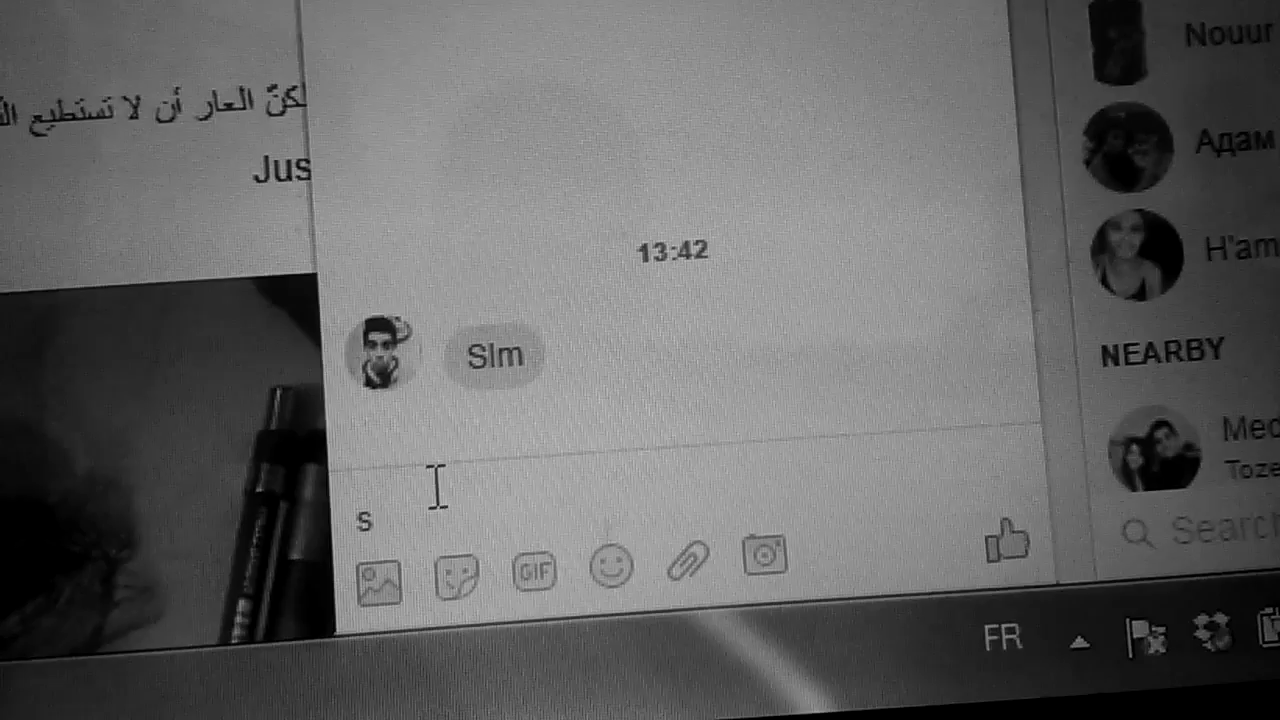 لكنّ العار أن لا تستطيع
Jus
13:42
Slm
s
GIF
Nouur
Адам
H'am
NEARBY
Med
Toze
Search
FR